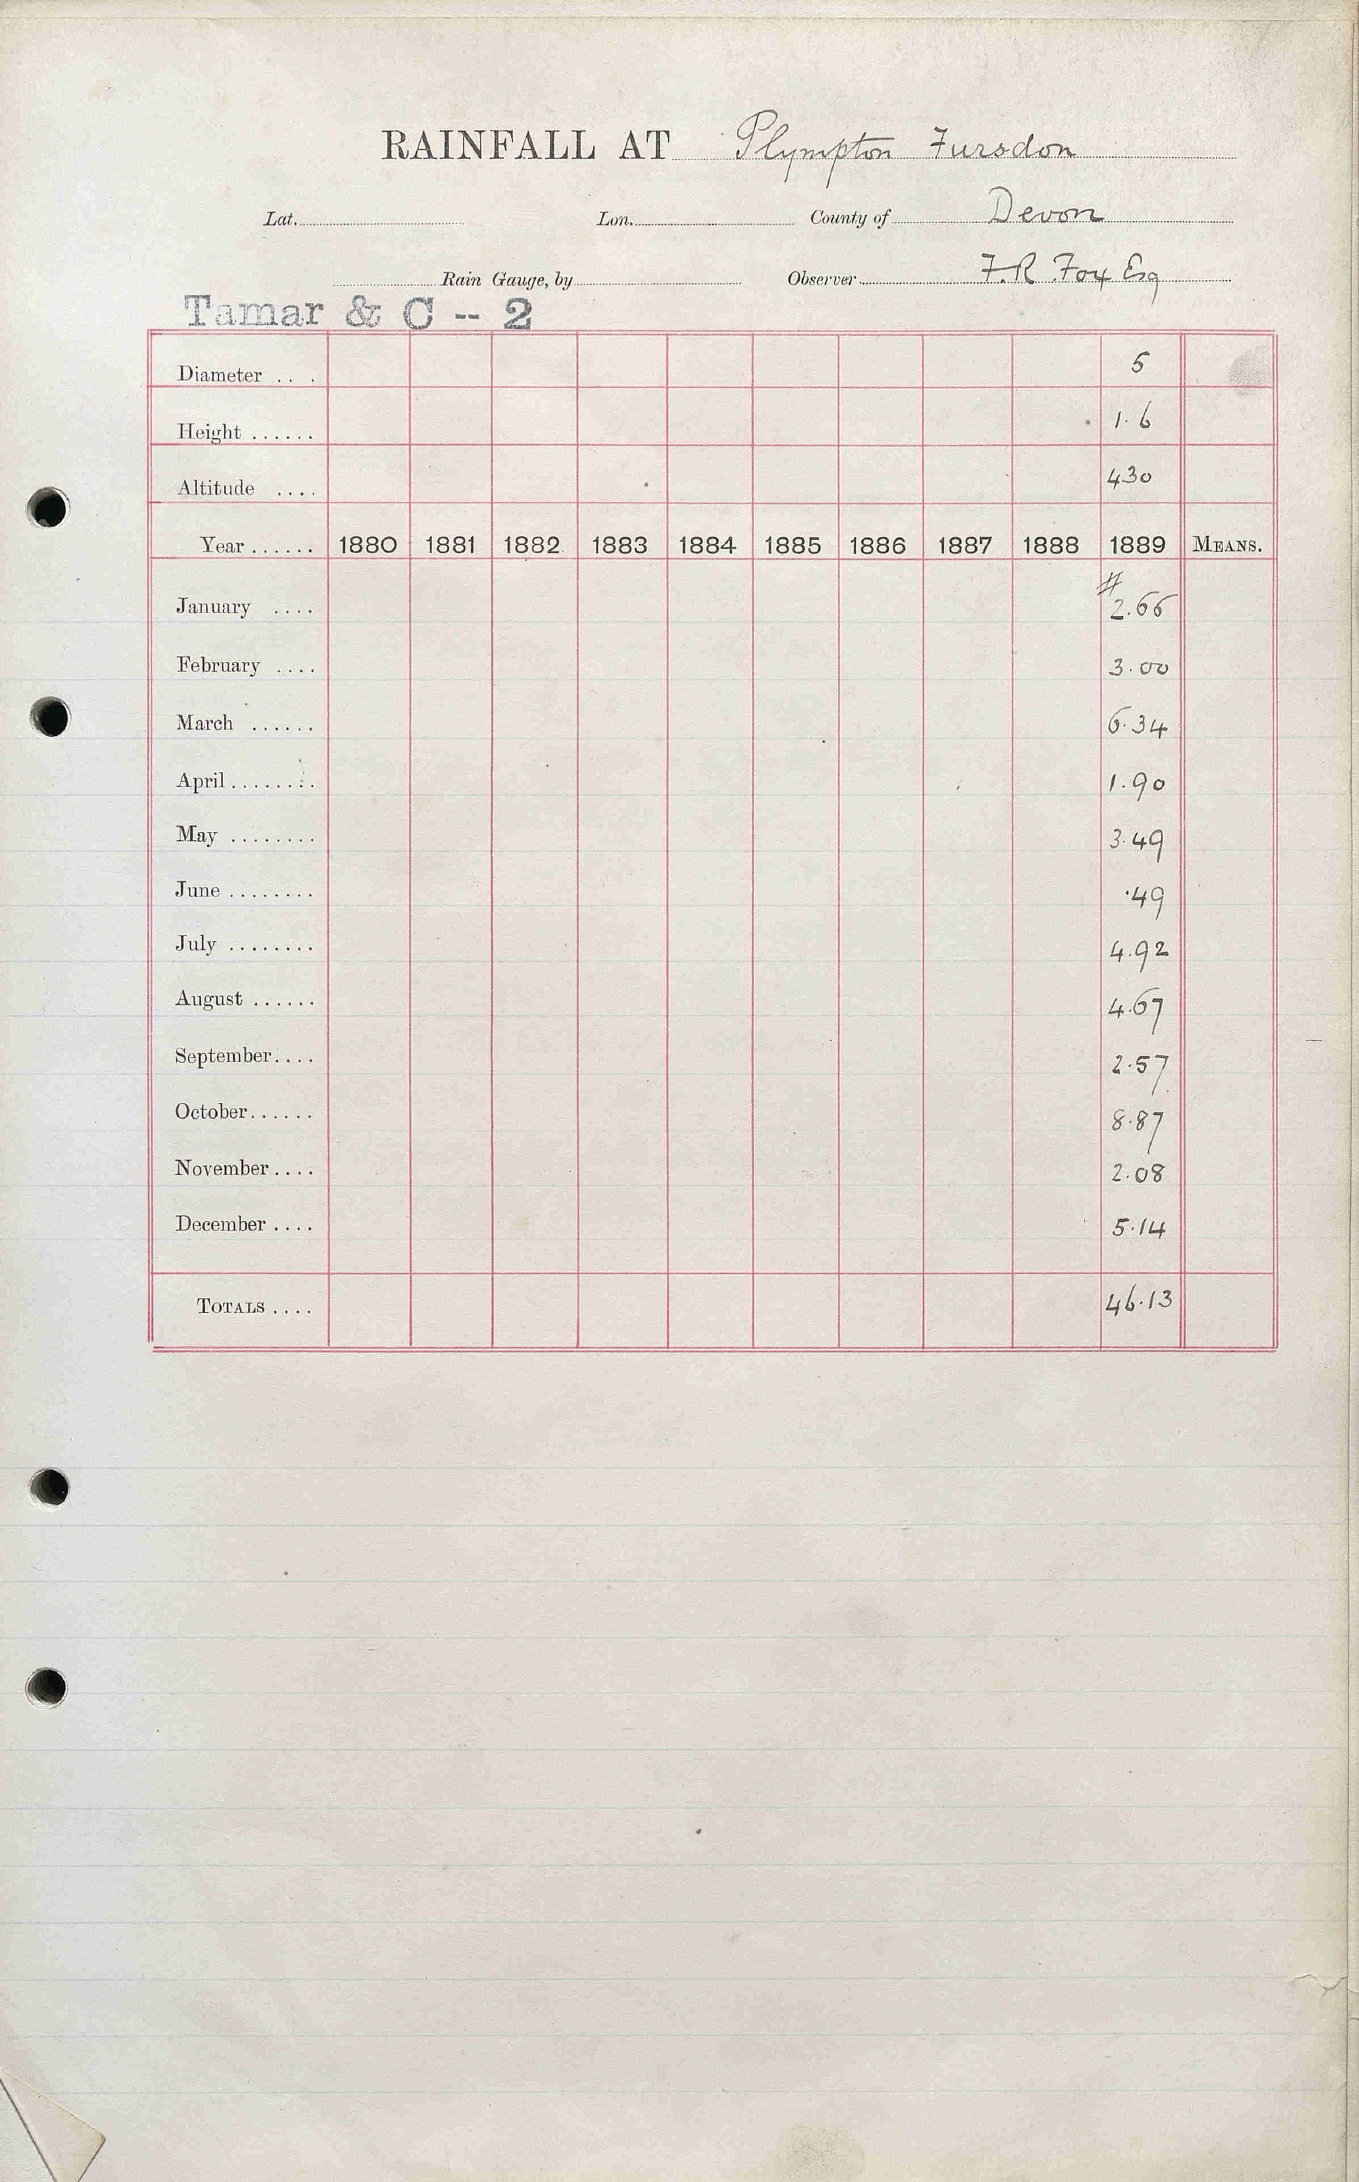 RAINFALL AT Plympton Fursdon
Lat. Lon. County of Devon
Rain Gauge, by Observer F.R Fox Esq
Tamar & C -- 2
Diameter ... 5
Height ...... 1.6
Altitude .... 430
Year ...... 1880 1881 1882 1883 1884 1885 1886 1887 1888 1889 MEANS.
#
January .... 2.66
February .... 3.00
March ...... 6.34
April ........ 1.90
May ........ 3.49
June ........ .49
July ........ 4.92
August ...... 4.67
September .... 2.57
October ...... 8.87
November .... 2.08
December .... 5.14
TOTALS .... 46.13